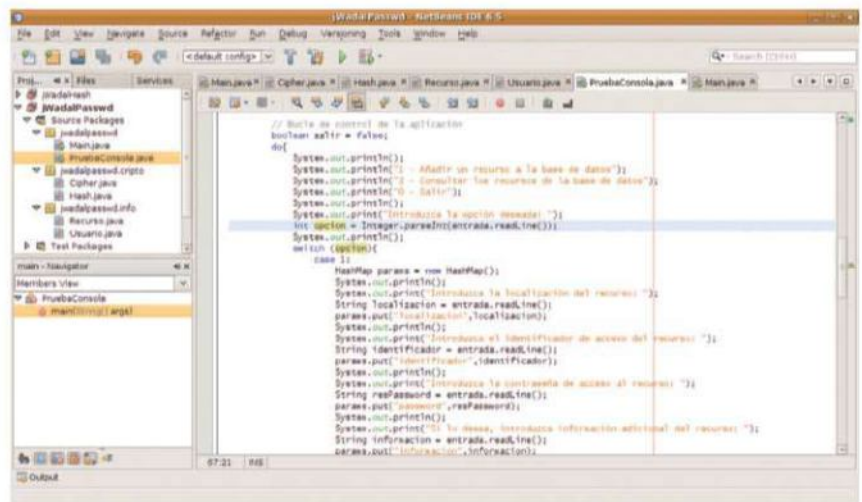 jWadalPasswd - NetBeans IDE 6.5
File Edit View Navigate Source Refactor Run Debug Versioning Tools Window Help
<default config>
Search (Ctrl+I)
Proj... Files Services
Main.java Cipher.java Hash.java Recurso.java Usuario.java PruebaConsola.java Main.java
jWadalHash
jWadalPasswd
Source Packages
jwadalpasswd
Main.java
PruebaConsola.java
jwadalpasswd.cripto
Cipher.java
Hash.java
jwadalpasswd.info
Recurso.java
Usuario.java
Test Packages
main - Navigator
Members View
PruebaConsola
main(String[] args)
// Bucle de control de la aplicación
boolean salir = false;
do{
System.out.println();
System.out.println("1 - Añadir un recurso a la base de datos");
System.out.println("2 - Consultar los recursos de la base de datos");
System.out.println("0 - Salir");
System.out.println();
System.out.print("Introduzca la opción deseada: ");
int opcion = Integer.parseInt(entrada.readLine());
System.out.println();
switch (opcion){
case 1:
HashMap params = new HashMap();
System.out.println();
System.out.print("Introduzca la localización del recurso: ");
String localizacion = entrada.readLine();
params.put("localizacion",localizacion);
System.out.println();
System.out.print("Introduzca el identificador de acceso del recurso: ");
String identificador = entrada.readLine();
params.put("identificador",identificador);
System.out.println();
System.out.print("Introduzca la contraseña de acceso al recurso: ");
String resPassword = entrada.readLine();
params.put("password",resPassword);
System.out.println();
System.out.print("Si lo desea, introduzca información adicional del recurso: ");
String informacion = entrada.readLine();
params.put("informacion",informacion);
67:21 INS
Output